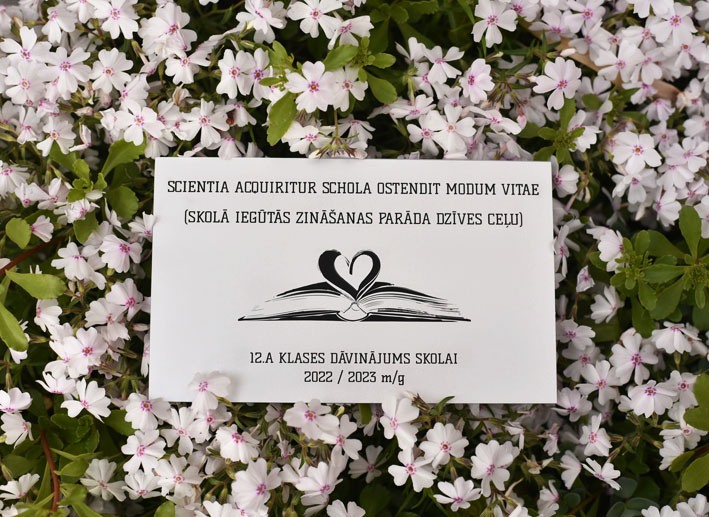 SCIENTIA ACQUIRITUR SCHOLA OSTENDIT MODUM VITAE
(SKOLĀ IEGŪTĀS ZINĀŠANAS PARĀDA DZĪVES CEĻU)
12.A KLASES DĀVINĀJUMS SKOLAI
2022 / 2023 m/g